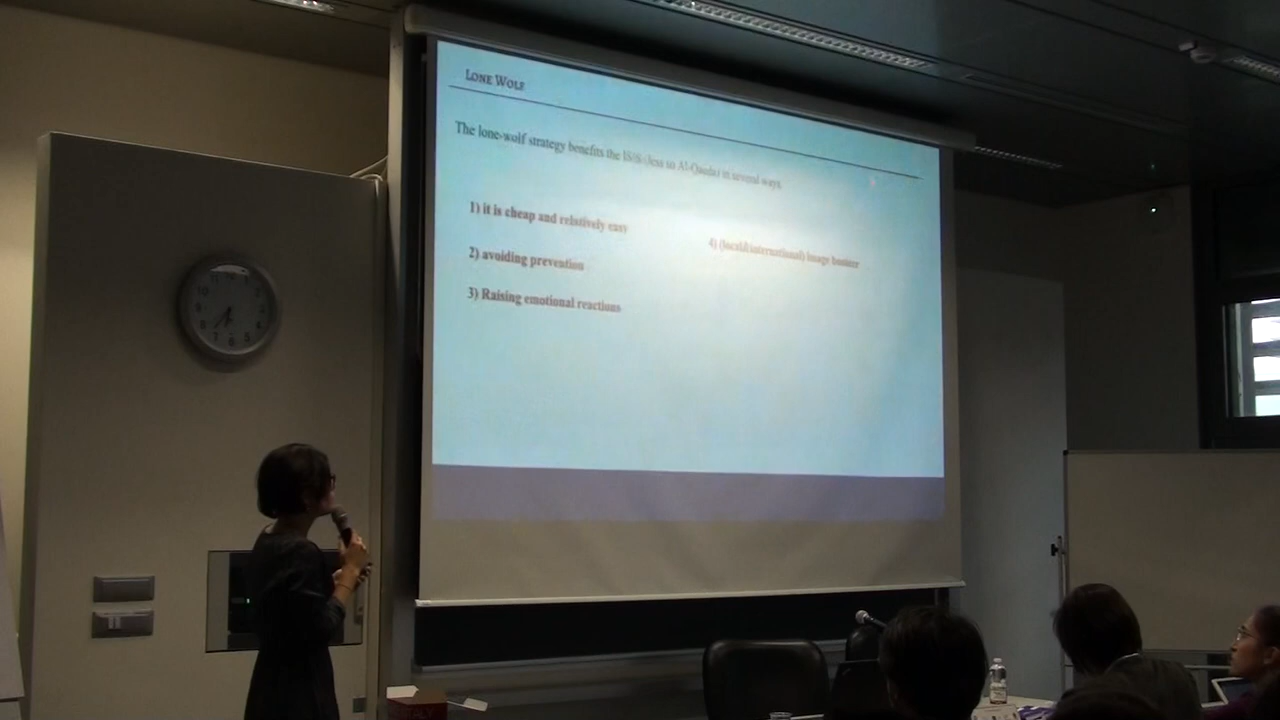 LONE WOLF
The lone-wolf strategy benefits the ISIS (less so Al-Qaeda) in several ways
1) it is cheap and relatively easy
2) avoiding prevention
3) Raising emotional reactions
4) (local&international) image booster